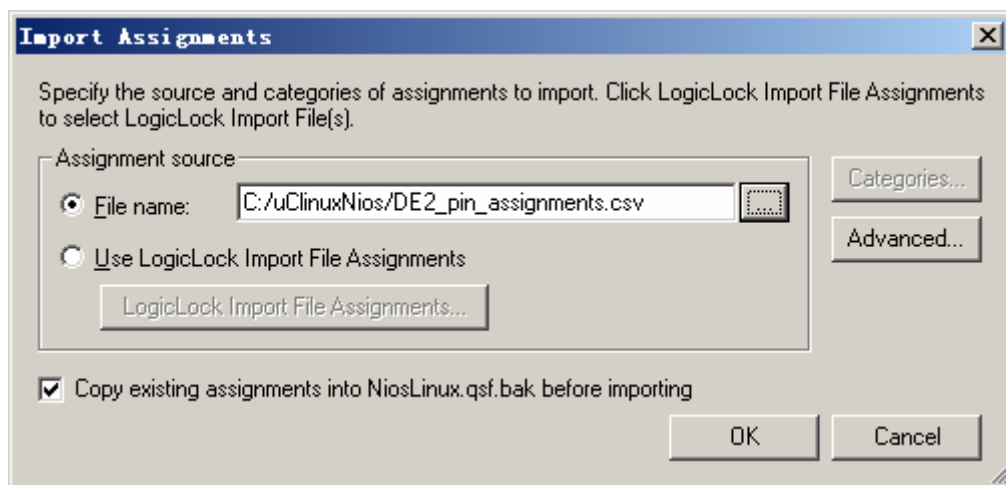 Import Assignments
Specify the source and categories of assignments to import. Click LogicLock Import File Assignments
to select LogicLock Import File(s).
Assignment source
File name:
C:/uClinuxNios/DE2_pin_assignments.csv
...
Categories...
Use LogicLock Import File Assignments
Advanced...
LogicLock Import File Assignments...
Copy existing assignments into NiosLinux.qsf.bak before importing
OK
Cancel